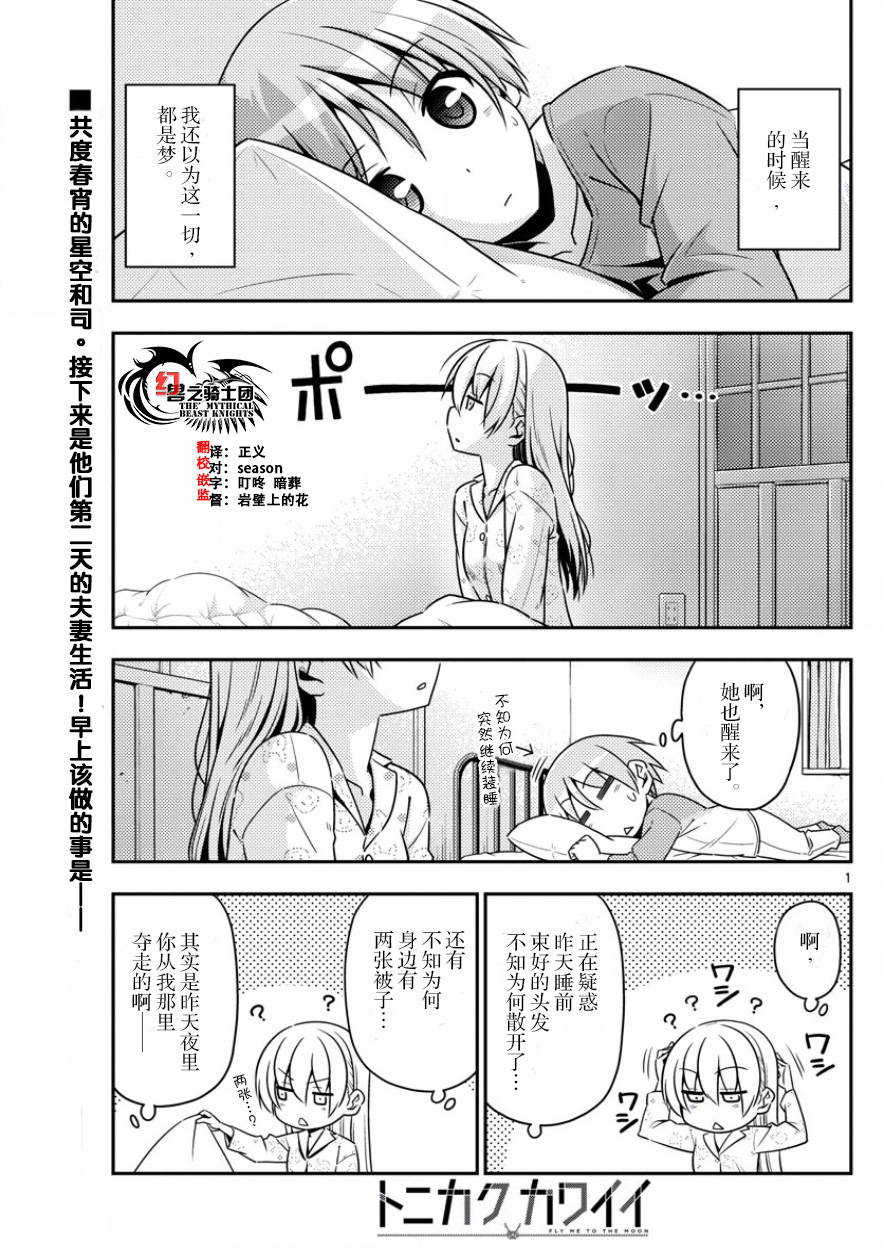 ■共度春宵的星空和司。接下来是他们第二天的夫妻生活！早上该做的事是——
当醒来
的时候，
我还以为这一切，
都是梦。
ポーッ…
幻兽之骑士团
THE MYTHICAL
BEAST KNIGHTS
翻译：正义
校对：season
嵌字：叮咚 暗葬
监督：岩壁上的花
啊，
她也醒来了。
不知为何
突然继续装睡
1
啊，
正在疑惑
昨天睡前
束好的头发
不知为何散开了…
？
？
？
ワシ
ワシ
ワシ
还有
不知为何
身边有
两张被子…
？
？
？
两张…？
其实是昨天夜里
你从我那里
夺走的啊——
トニカクカワイイ
FLY ME TO THE MOON